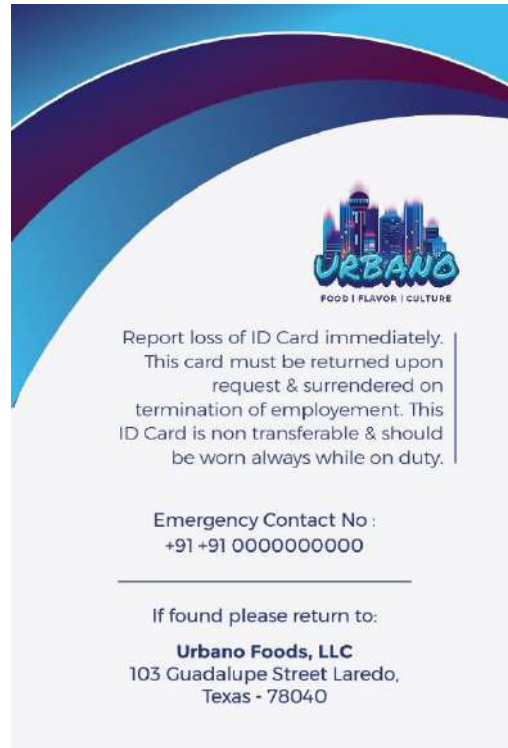 URBANO
FOOD | FLAVOR | CULTURE
Report loss of ID Card immediately.
This card must be returned upon
request & surrendered on
termination of employement. This
ID Card is non transferable & should
be worn always while on duty.
Emergency Contact No :
+91 +91 0000000000
If found please return to:
Urbano Foods, LLC
103 Guadalupe Street Laredo,
Texas - 78040